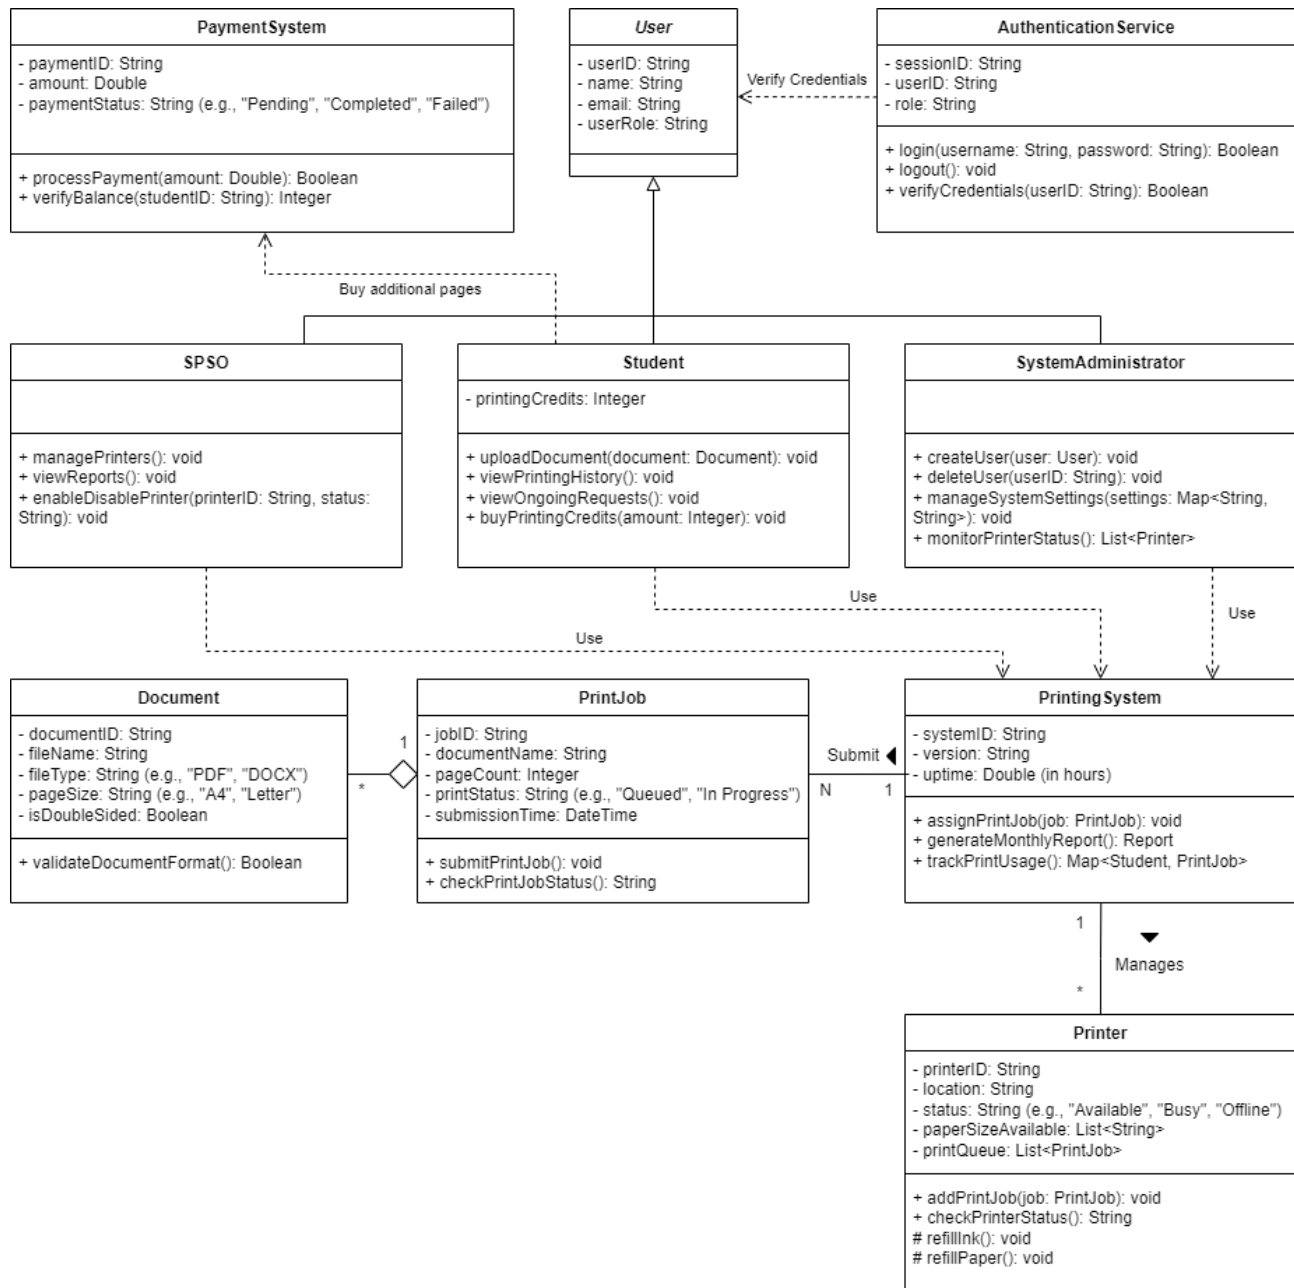 PaymentSystem
- paymentID: String
- amount: Double
- paymentStatus: String (e.g., "Pending", "Completed", "Failed")
+ processPayment(amount: Double): Boolean
+ verifyBalance(studentID: String): Integer
User
- userID: String
- name: String
- email: String
- userRole: String
Verify Credentials
AuthenticationService
- sessionID: String
- userID: String
- role: String
+ login(username: String, password: String): Boolean
+ logout(): void
+ verifyCredentials(userID: String): Boolean
Buy additional pages
SPSO
+ managePrinters(): void
+ viewReports(): void
+ enableDisablePrinter(printerID: String, status:
String): void
Student
- printingCredits: Integer
+ uploadDocument(document: Document): void
+ viewPrintingHistory(): void
+ viewOngoingRequests(): void
+ buyPrintingCredits(amount: Integer): void
SystemAdministrator
+ createUser(user: User): void
+ deleteUser(userID: String): void
+ manageSystemSettings(settings: Map<String,
String>): void
+ monitorPrinterStatus(): List<Printer>
Use
Use
Use
Document
- documentID: String
- fileName: String
- fileType: String (e.g., "PDF", "DOCX")
- pageSize: String (e.g., "A4", "Letter")
- isDoubleSided: Boolean
+ validateDocumentFormat(): Boolean
*
1
PrintJob
- jobID: String
- documentName: String
- pageCount: Integer
- printStatus: String (e.g., "Queued", "In Progress")
- submissionTime: DateTime
+ submitPrintJob(): void
+ checkPrintJobStatus(): String
Submit
N
1
PrintingSystem
- systemID: String
- version: String
- uptime: Double (in hours)
+ assignPrintJob(job: PrintJob): void
+ generateMonthlyReport(): Report
+ trackPrintUsage(): Map<Student, PrintJob>
1
Manages
*
Printer
- printerID: String
- location: String
- status: String (e.g., "Available", "Busy", "Offline")
- paperSizeAvailable: List<String>
- printQueue: List<PrintJob>
+ addPrintJob(job: PrintJob): void
+ checkPrinterStatus(): String
# refillInk(): void
# refillPaper(): void